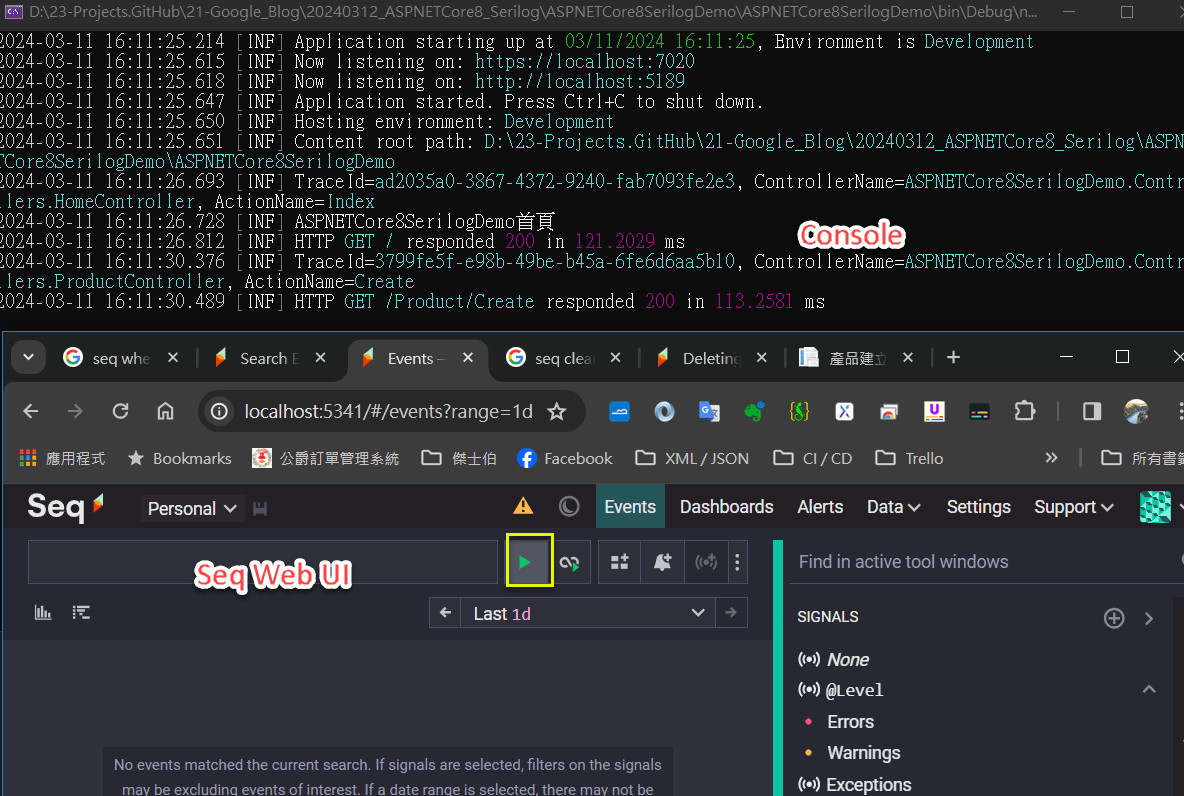 D:\23-Projects.GitHub\21-Google_Blog\20240312_ASPNETCore8_Serilog\ASPNETCore8SerilogDemo\ASPNETCore8SerilogDemo\bin\Debug\n...
2024-03-11 16:11:25.214 [INF] Application starting up at 03/11/2024 16:11:25, Environment is Development
2024-03-11 16:11:25.615 [INF] Now listening on: https://localhost:7020
2024-03-11 16:11:25.618 [INF] Now listening on: http://localhost:5189
2024-03-11 16:11:25.647 [INF] Application started. Press Ctrl+C to shut down.
2024-03-11 16:11:25.650 [INF] Hosting environment: Development
2024-03-11 16:11:25.651 [INF] Content root path: D:\23-Projects.GitHub\21-Google_Blog\20240312_ASPNETCore8_Serilog\ASPN
TCore8SerilogDemo\ASPNETCore8SerilogDemo
2024-03-11 16:11:26.693 [INF] TraceId=ad2035a0-3867-4372-9240-fab7093fe2e3, ControllerName=ASPNETCore8SerilogDemo.Contr
llers.HomeController, ActionName=Index
2024-03-11 16:11:26.728 [INF] ASPNETCore8SerilogDemo首頁
2024-03-11 16:11:26.812 [INF] HTTP GET / responded 200 in 121.2029 ms
Console
2024-03-11 16:11:30.376 [INF] TraceId=3799fe5f-e98b-49be-b45a-6fe6d6aa5b10, ControllerName=ASPNETCore8SerilogDemo.Contr
llers.ProductController, ActionName=Create
2024-03-11 16:11:30.489 [INF] HTTP GET /Product/Create responded 200 in 113.2581 ms
seq whe Search E Events – seq clea Deleting 產品建立
localhost:5341/#/events?range=1d
應用程式 Bookmarks 公爵訂單管理系統 傑士伯 Facebook XML / JSON CI / CD Trello » 所有書籤
Seq Personal Events Dashboards Alerts Data Settings Support
Seq Web UI
Find in active tool windows
Last 1d
SIGNALS
None
@Level
Errors
Warnings
Exceptions
No events matched the current search. If signals are selected, filters on the signals
may be excluding events of interest. If a date range is selected, there may not be